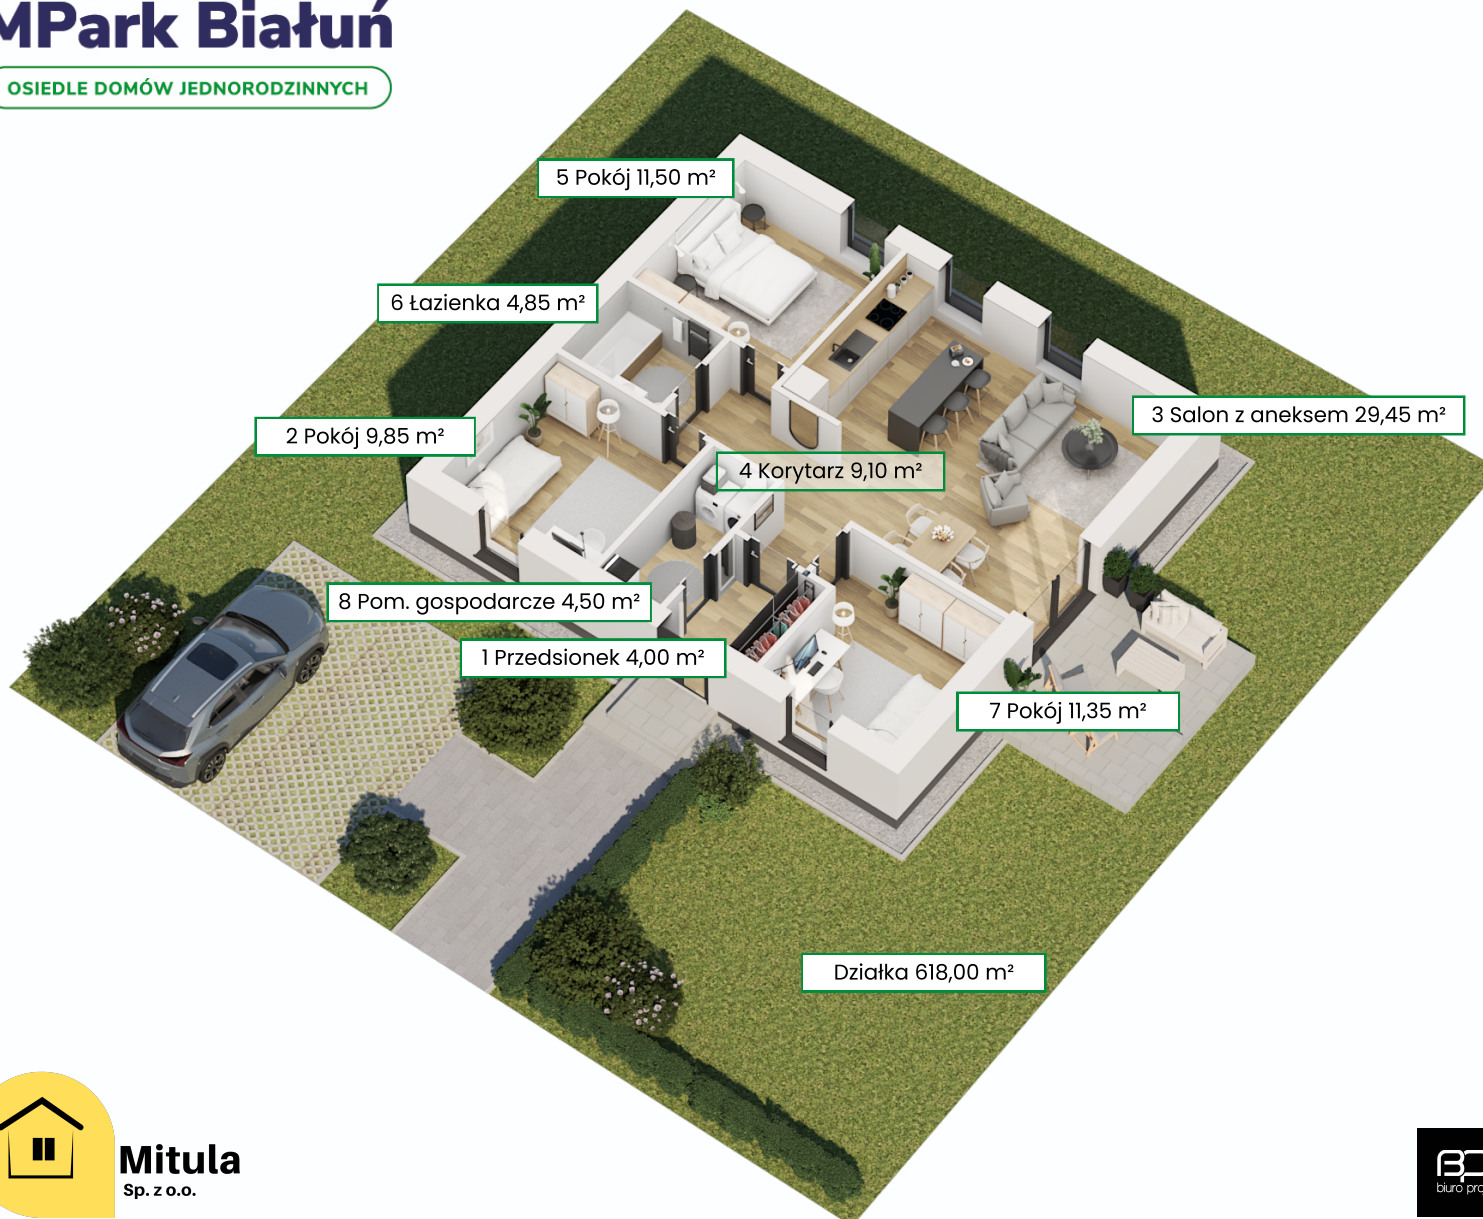 MPark Białuń
OSIEDLE DOMÓW JEDNORODZINNYCH
5 Pokój 11,50 m²
6 Łazienka 4,85 m²
2 Pokój 9,85 m²
3 Salon z aneksem 29,45 m²
4 Korytarz 9,10 m²
8 Pom. gospodarcze 4,50 m²
1 Przedsionek 4,00 m²
7 Pokój 11,35 m²
Działka 618,00 m²
Mitula
Sp. z o.o.
biuro